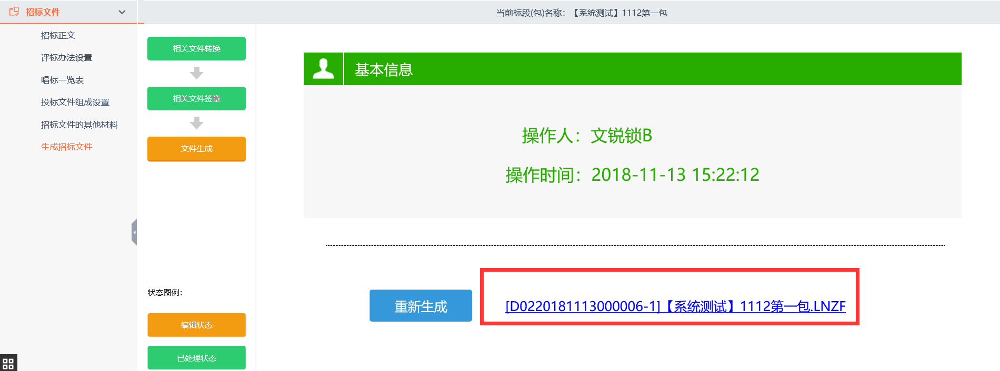 招标文件
当前标段(包)名称：【系统测试】1112第一包
招标正文
评标办法设置
唱标一览表
投标文件组成设置
招标文件的其他材料
生成招标文件
相关文件转换
相关文件签章
文件生成
状态图例：
编辑状态
已处理状态
基本信息
操作人：文锐锁B
操作时间：2018-11-13 15:22:12
重新生成
[D0220181113000006-1]【系统测试】1112第一包.LNZF